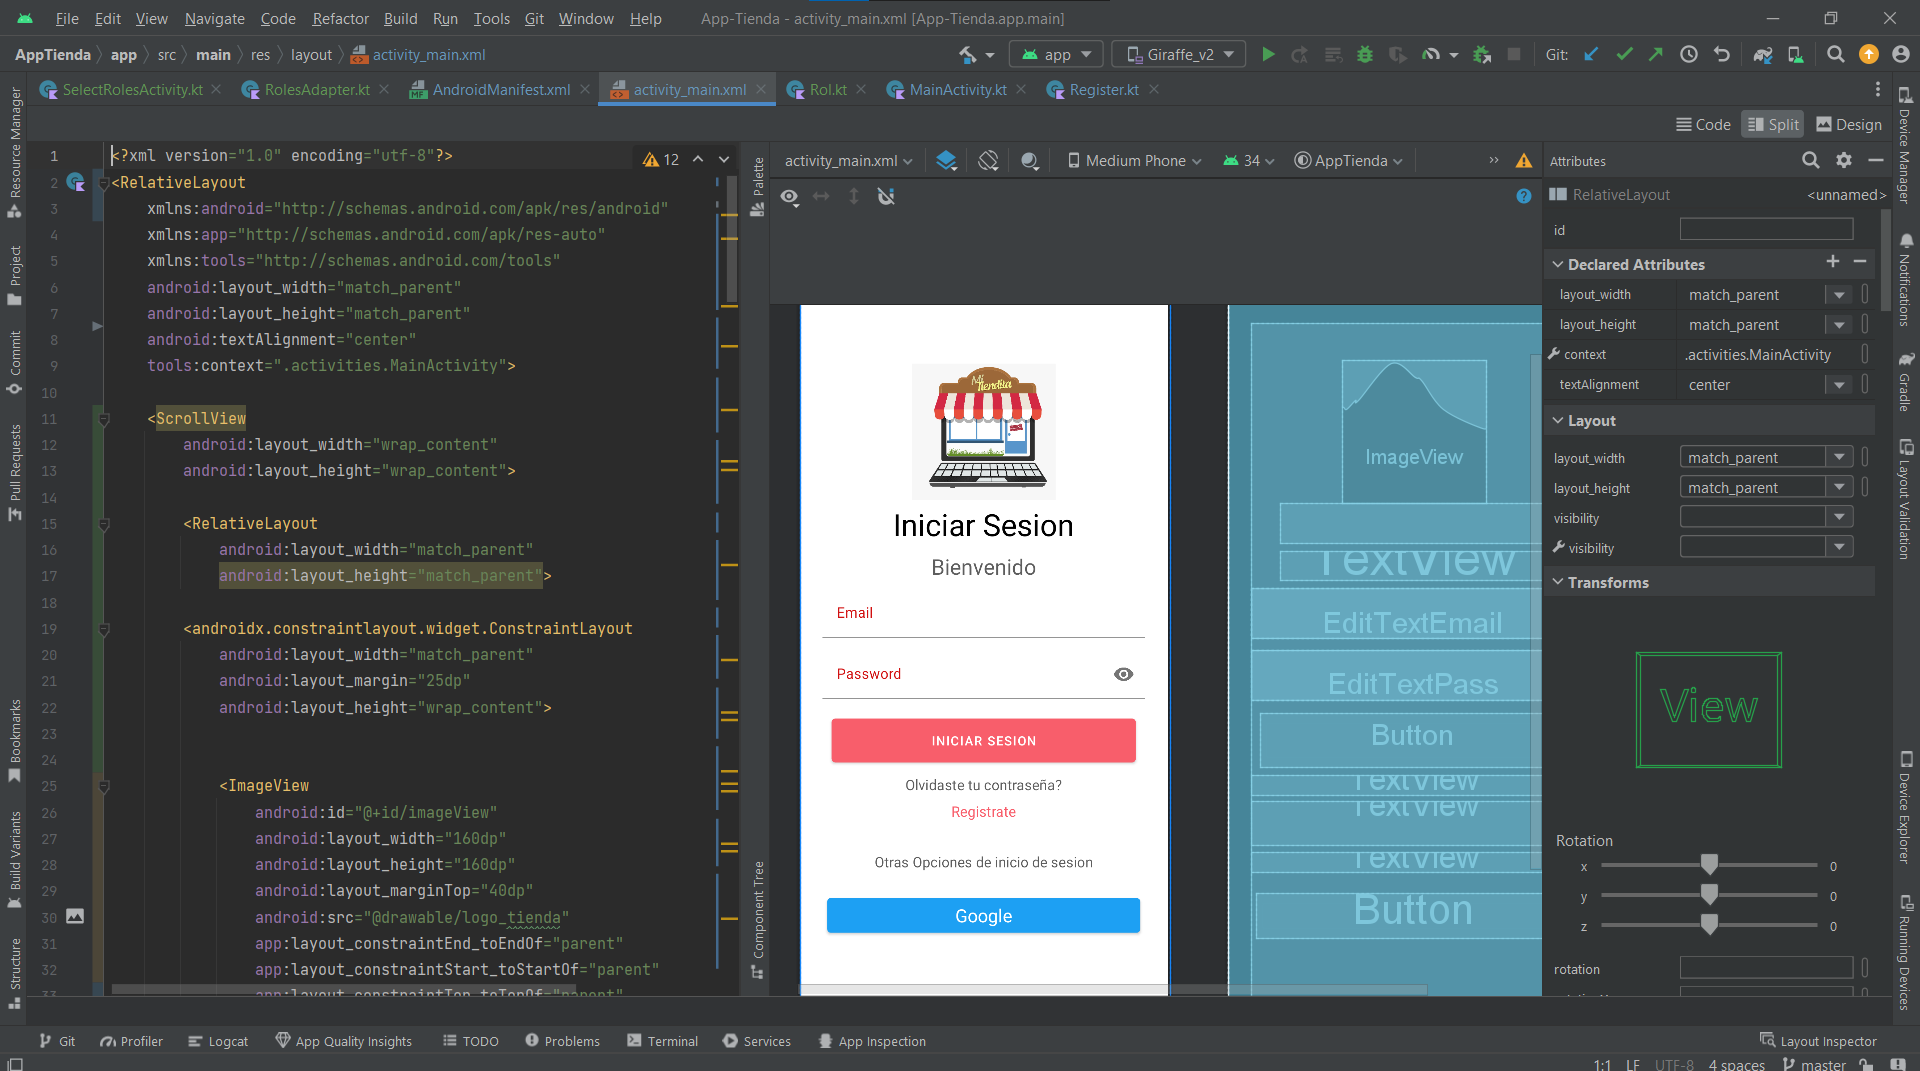 File Edit View Navigate Code Refactor Build Run Tools Git Window Help App-Tienda - activity_main.xml [App-Tienda.app.main]
AppTienda app src main res layout activity_main.xml app Giraffe_v2 Git:
SelectRolesActivity.kt RolesAdapter.kt AndroidManifest.xml activity_main.xml Rol.kt MainActivity.kt Register.kt
Code Split Design
Resource Manager
Project
Commit
Pull Requests
Bookmarks
Build Variants
Structure
12
1 <?xml version="1.0" encoding="utf-8"?>
2 <RelativeLayout
3 xmlns:android="http://schemas.android.com/apk/res/android"
4 xmlns:app="http://schemas.android.com/apk/res-auto"
5 xmlns:tools="http://schemas.android.com/tools"
6 android:layout_width="match_parent"
7 android:layout_height="match_parent"
8 android:textAlignment="center"
9 tools:context=".activities.MainActivity">
10
11 <ScrollView
12 android:layout_width="wrap_content"
13 android:layout_height="wrap_content">
14
15 <RelativeLayout
16 android:layout_width="match_parent"
17 android:layout_height="match_parent">
18
19 <androidx.constraintlayout.widget.ConstraintLayout
20 android:layout_width="match_parent"
21 android:layout_margin="25dp"
22 android:layout_height="wrap_content">
23
24
25 <ImageView
26 android:id="@+id/imageView"
27 android:layout_width="160dp"
28 android:layout_height="160dp"
29 android:layout_marginTop="40dp"
30 android:src="@drawable/logo_tienda"
31 app:layout_constraintEnd_toEndOf="parent"
32 app:layout_constraintStart_toStartOf="parent"
33 app:layout_constraintTop_toTopOf="parent"
Palette
Component Tree
activity_main.xml Medium Phone 34 AppTienda
Mi Tiendita
Iniciar Sesion
Bienvenido
Email
Password
INICIAR SESION
Olvidaste tu contraseña?
Registrate
Otras Opciones de inicio de sesion
Google
ImageView
TextView
EditTextEmail
EditTextPass
Button
TextView
TextView
TextView
Button
Attributes
RelativeLayout <unnamed>
id
Declared Attributes
layout_width match_parent
layout_height match_parent
context .activities.MainActivity
textAlignment center
Layout
layout_width match_parent
layout_height match_parent
visibility
visibility
Transforms
View
Rotation
x 0
y 0
z 0
rotation
Device Manager
Notifications
Gradle
Layout Validation
Device Explorer
Running Devices
Git Profiler Logcat App Quality Insights TODO Problems Terminal Services App Inspection Layout Inspector
1:1 LF UTF-8 4 spaces master